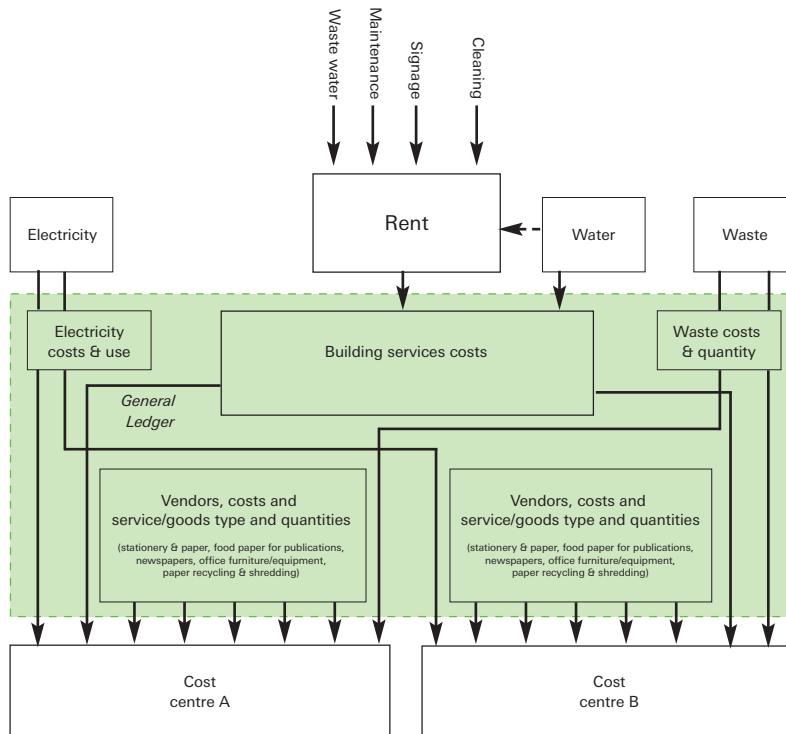 Waste water
Maintenance
Signage
Cleaning
Electricity
Rent
Water
Waste
Electricity
costs & use
Building services costs
Waste costs
& quantity
General
Ledger
Vendors, costs and
service/goods type and quantities
(stationery & paper, food paper for publications,
newspapers, office furniture/equipment,
paper recycling & shredding)
Vendors, costs and
service/goods type and quantities
(stationery & paper, food paper for publications,
newspapers, office furniture/equipment,
paper recycling & shredding)
Cost
centre A
Cost
centre B